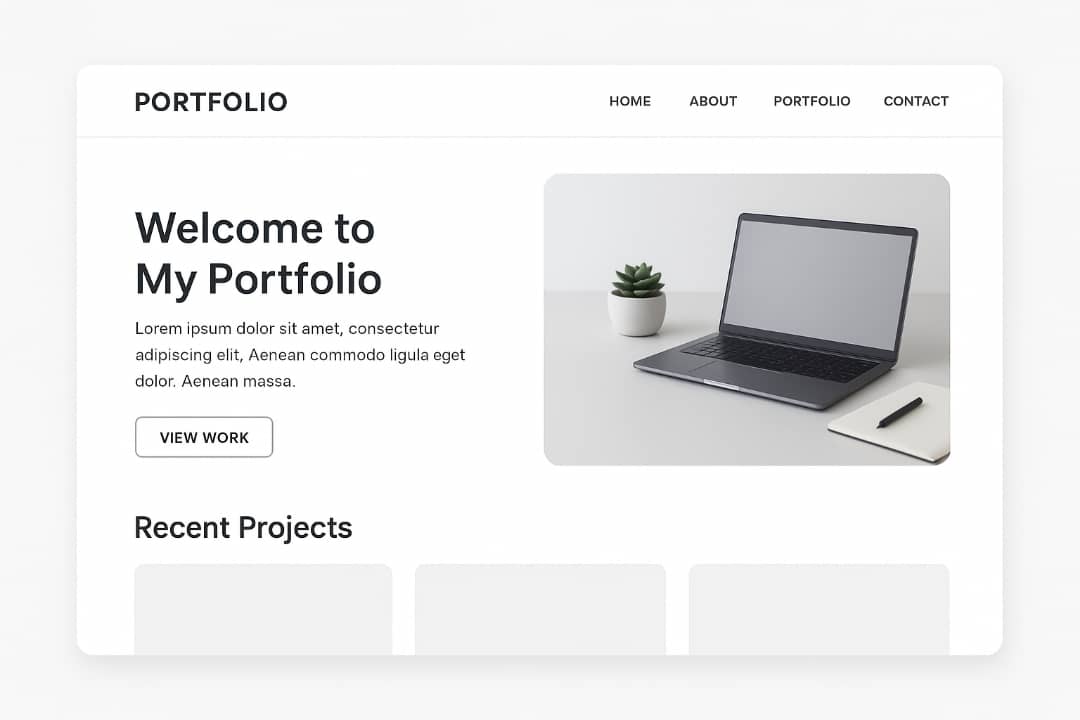 PORTFOLIO
HOME ABOUT PORTFOLIO CONTACT
Welcome to
My Portfolio
Lorem ipsum dolor sit amet, consectetur
adipiscing elit, Aenean commodo ligula eget
dolor. Aenean massa.
VIEW WORK
Recent Projects